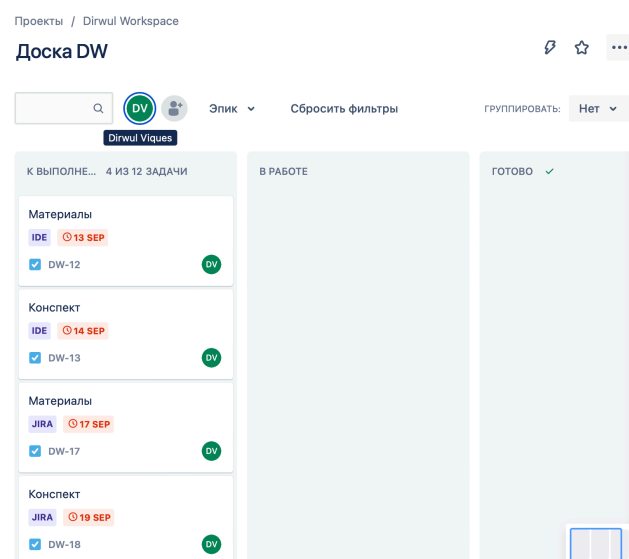 Проекты / Dirwul Workspace
Доска DW
DV
Эпик
Сбросить фильтры
ГРУППИРОВАТЬ:
Нет
Dirwul Viques
К ВЫПОЛНЕ... 4 ИЗ 12 ЗАДАЧИ
В РАБОТЕ
ГОТОВО
Материалы
IDE 13 SEP
DW-12 DV
Конспект
IDE 14 SEP
DW-13 DV
Материалы
JIRA 17 SEP
DW-17 DV
Конспект
JIRA 19 SEP
DW-18 DV